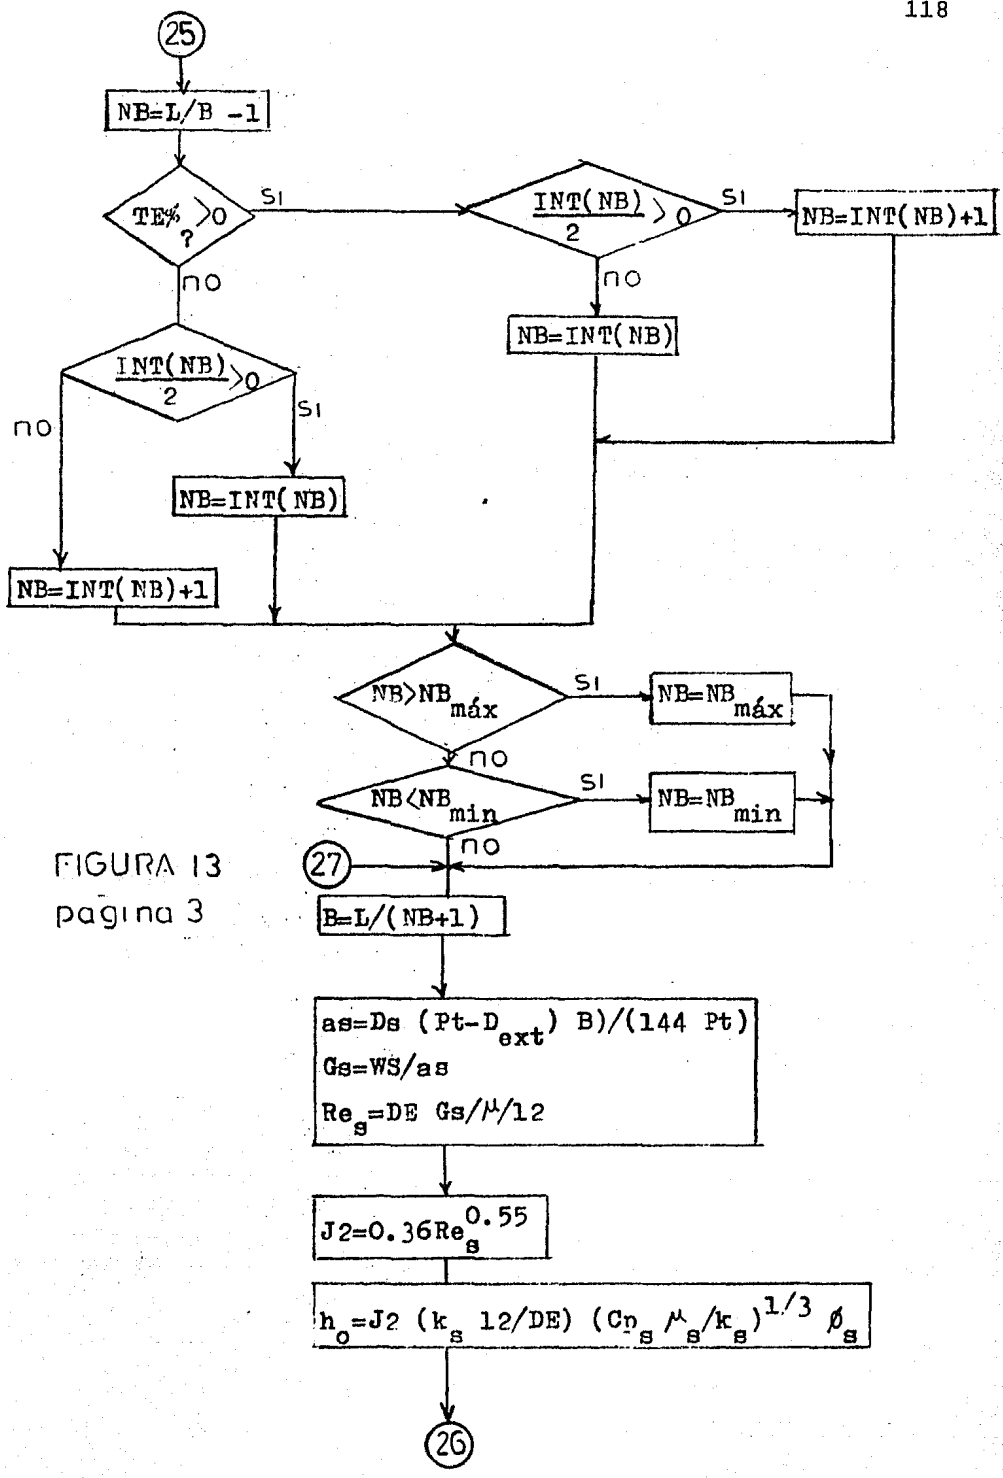 118
25
NB=L/B -1
TE% >0
?
SI
INT(NB)
2
>0
SI
NB=INT(NB)+1
no
no
NB=INT(NB)
INT(NB)
2
>0
no
SI
NB=INT(NB)
NB=INT(NB)+1
NB>NBmáx
SI
NB=NBmáx
no
NB<NBmin
SI
NB=NBmin
no
FIGURA 13
pagina 3
27
B=L/(NB+1)
as=Ds (Pt-Dext) B)/(144 Pt)
Gs=WS/as
Res=DE Gs/μ/12
J2=0.36Res^0.55
ho=J2 (ks 12/DE) (Cps μs/ks)^1/3 øs
26